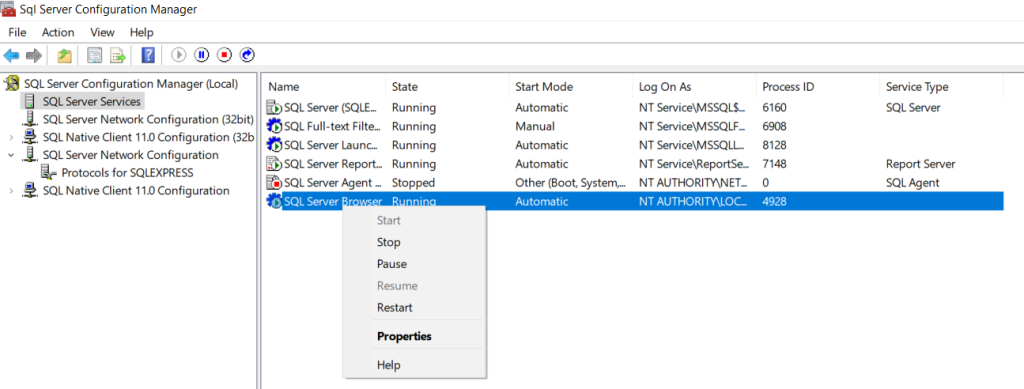 Sql Server Configuration Manager
File Action View Help
SQL Server Configuration Manager (Local)
SQL Server Services
SQL Server Network Configuration (32bit)
SQL Native Client 11.0 Configuration (32b
SQL Server Network Configuration
Protocols for SQLEXPRESS
SQL Native Client 11.0 Configuration
Name State Start Mode Log On As Process ID Service Type
SQL Server (SQLE... Running Automatic NT Service\MSSQL$... 6160 SQL Server
SQL Full-text Filte... Running Manual NT Service\MSSQLF... 6908
SQL Server Launc... Running Automatic NT Service\MSSQLL... 8128
SQL Server Report... Running Automatic NT Service\ReportSe... 7148 Report Server
SQL Server Agent ... Stopped Other (Boot, System,... NT AUTHORITY\NET... 0 SQL Agent
SQL Server Browser Running Automatic NT AUTHORITY\LOC... 4928
Start
Stop
Pause
Resume
Restart
Properties
Help